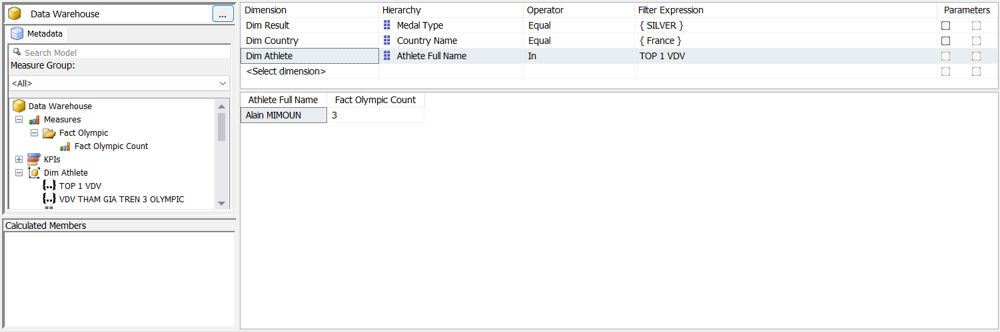 Data Warehouse
...
Metadata
Search Model
Measure Group:
<All>
Data Warehouse
Measures
Fact Olympic
Fact Olympic Count
KPIs
Dim Athlete
{..} TOP 1 VDV
{..} VDV THAM GIA TREN 3 OLYMPIC
Calculated Members
Dimension Hierarchy Operator Filter Expression Parameters
Dim Result Medal Type Equal { SILVER }
Dim Country Country Name Equal { France }
Dim Athlete Athlete Full Name In TOP 1 VDV
<Select dimension>
Athlete Full Name Fact Olympic Count
Alain MIMOUN 3